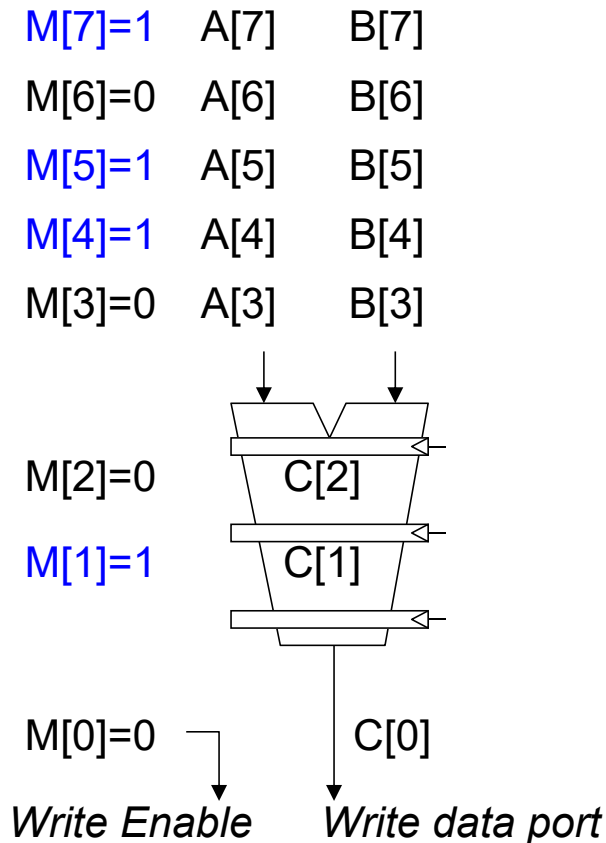 M[7]=1 A[7] B[7]
M[6]=0 A[6] B[6]
M[5]=1 A[5] B[5]
M[4]=1 A[4] B[4]
M[3]=0 A[3] B[3]
M[2]=0 C[2]
M[1]=1 C[1]
M[0]=0 C[0]
Write Enable Write data port